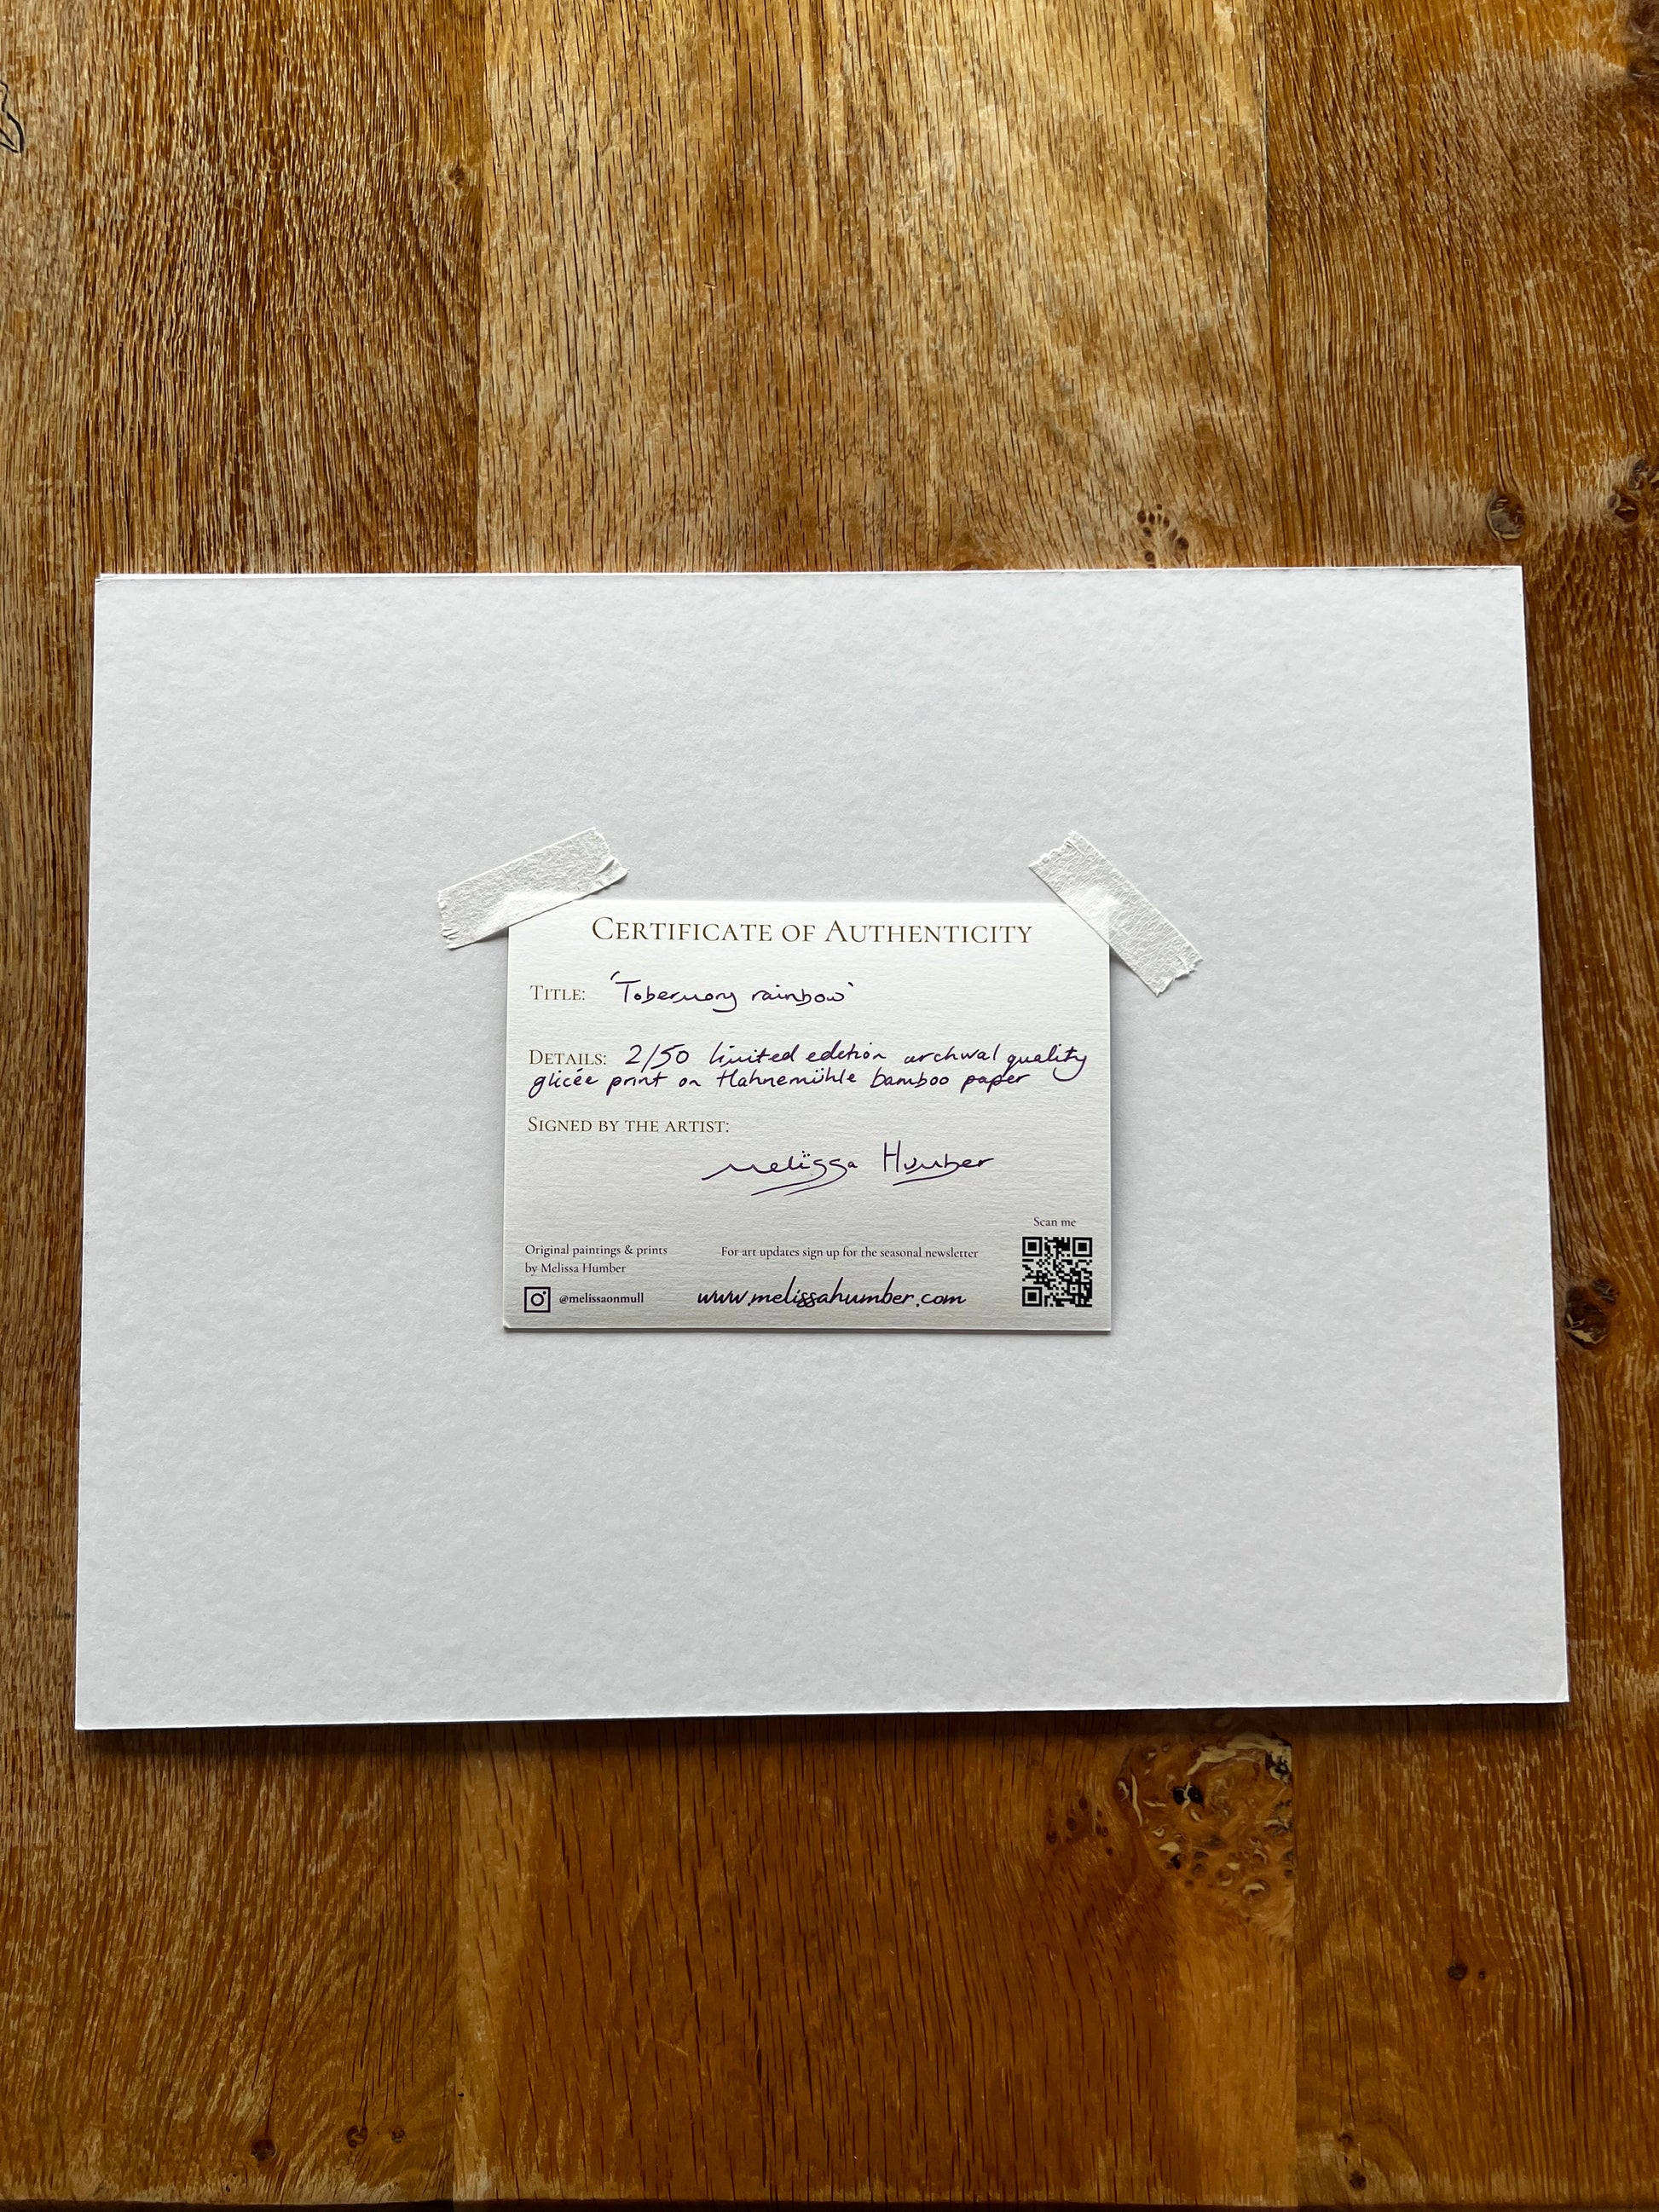 CERTIFICATE OF AUTHENTICITY
TITLE: 'Tobermory rainbow'
DETAILS: 2/50 limited edition archival quality
glicée print on Hahnemühle bamboo paper
SIGNED BY THE ARTIST:
Melissa Humber
Scan me
Original paintings & prints
by Melissa Humber
For art updates sign up for the seasonal newsletter
@melissaonmull
www.melissahumber.com